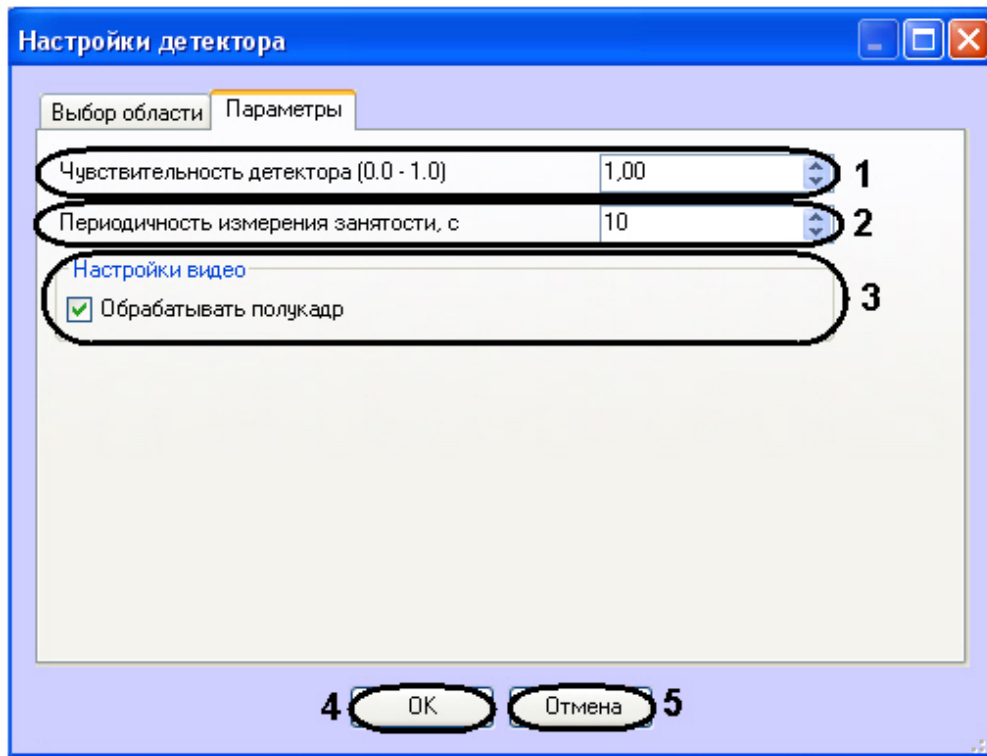 Настройки детектора
Выбор области Параметры
Чувствительность детектора (0.0 - 1.0) 1,00 1
Периодичность измерения занятости, с 10 2
Настройки видео
Обрабатывать полукадр 3
4 OK Отмена 5